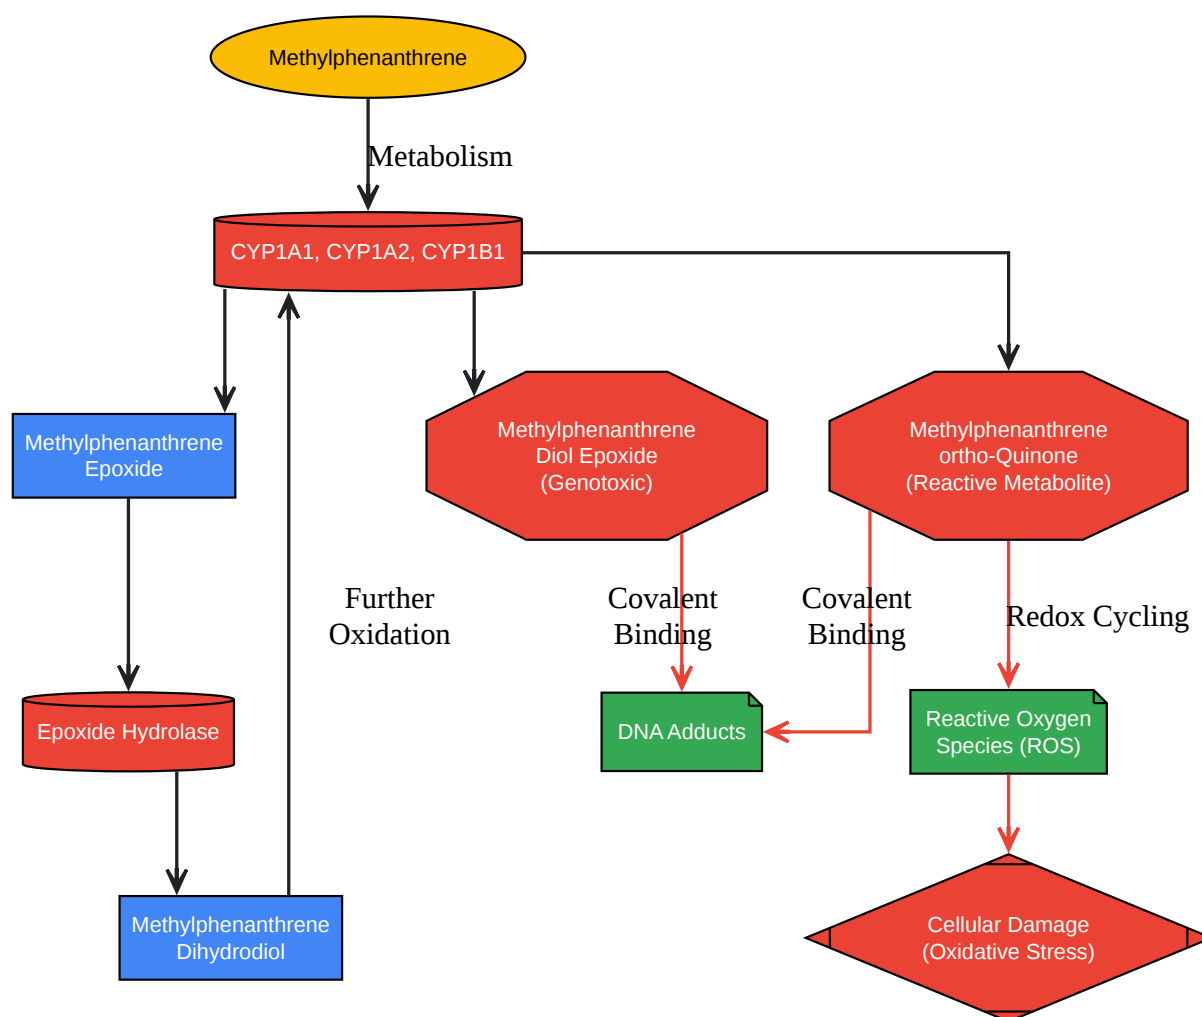 Methylphenanthrene
Metabolism
CYP1A1, CYP1A2, CYP1B1
Methylphenanthrene
Epoxide
Methylphenanthrene
Diol Epoxide
(Genotoxic)
Methylphenanthrene
ortho-Quinone
(Reactive Metabolite)
Further
Oxidation
Covalent
Binding
Covalent
Binding
Redox Cycling
Epoxide Hydrolase
DNA Adducts
Reactive Oxygen
Species (ROS)
Methylphenanthrene
Dihydrodiol
Cellular Damage
(Oxidative Stress)